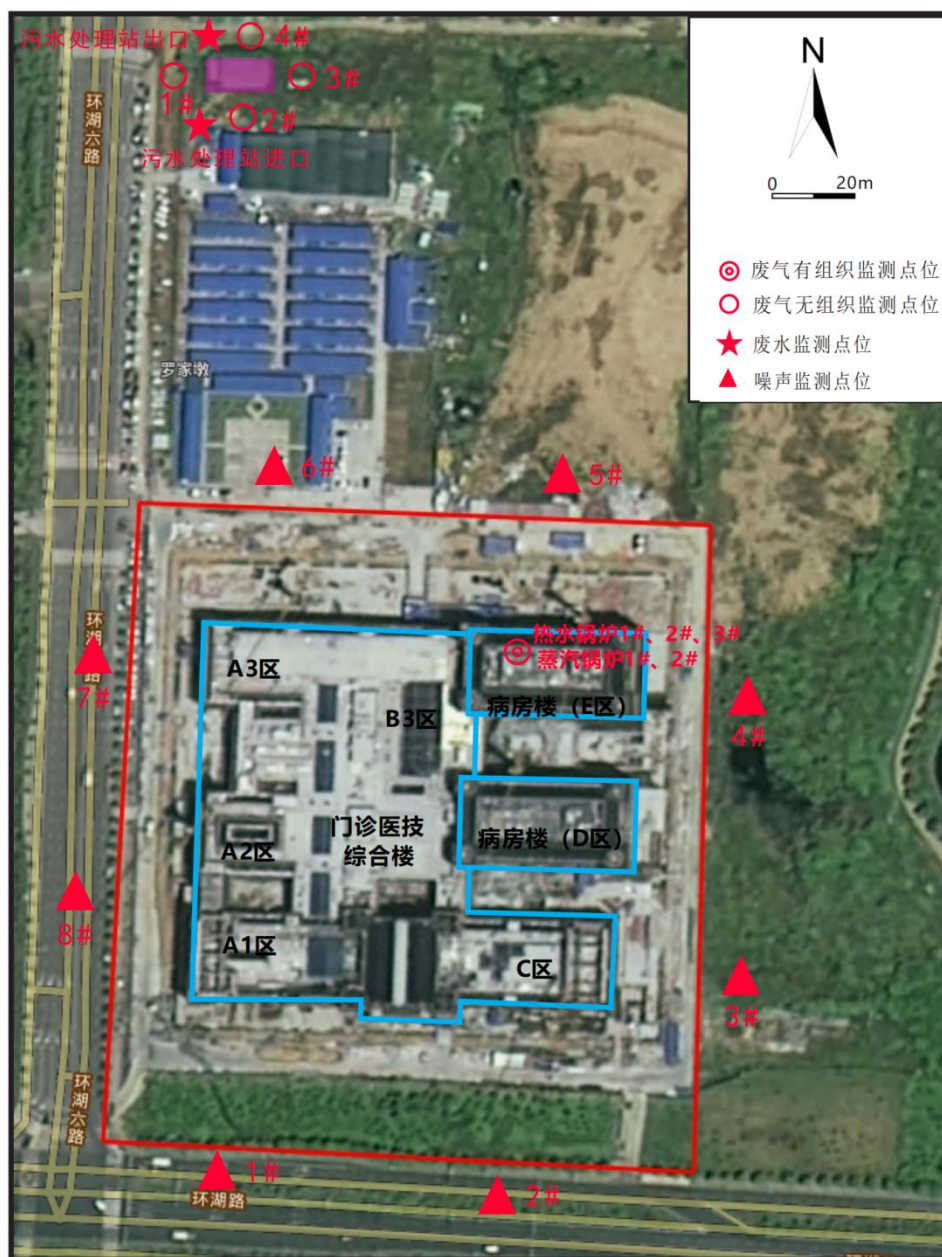 污水处理站出口
4#
1#
3#
2#
污水处理站进口
环湖六路
罗家墩
N
0 20m
废气有组织监测点位
废气无组织监测点位
废水监测点位
噪声监测点位
6#
5#
环湖
路
7#
热水锅炉1#、2#、3#
蒸汽锅炉1#、2#
A3区
B3区
病房楼（E区）
4#
门诊医技
综合楼
A2区
病房楼（D区）
8#
A1区
C区
3#
环湖六路
1#
2#
环湖路
环湖路